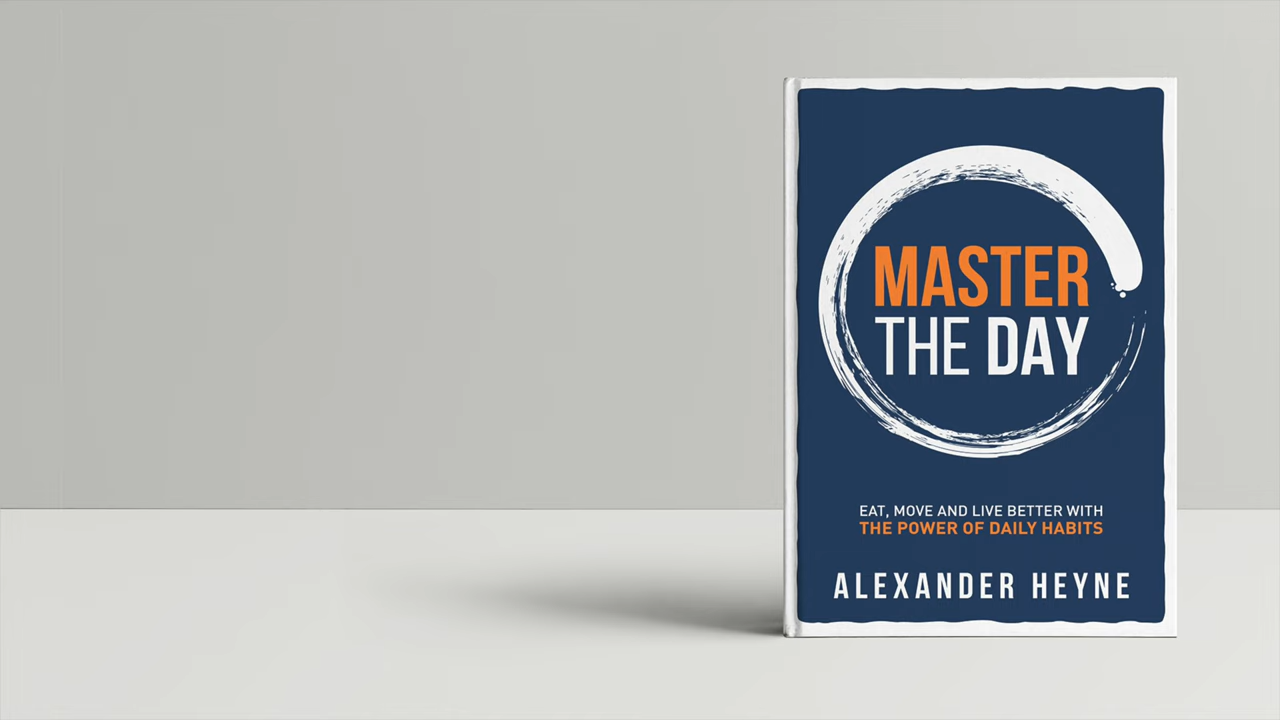 MASTER
THE DAY
EAT, MOVE AND LIVE BETTER WITH
THE POWER OF DAILY HABITS
ALEXANDER HEYNE